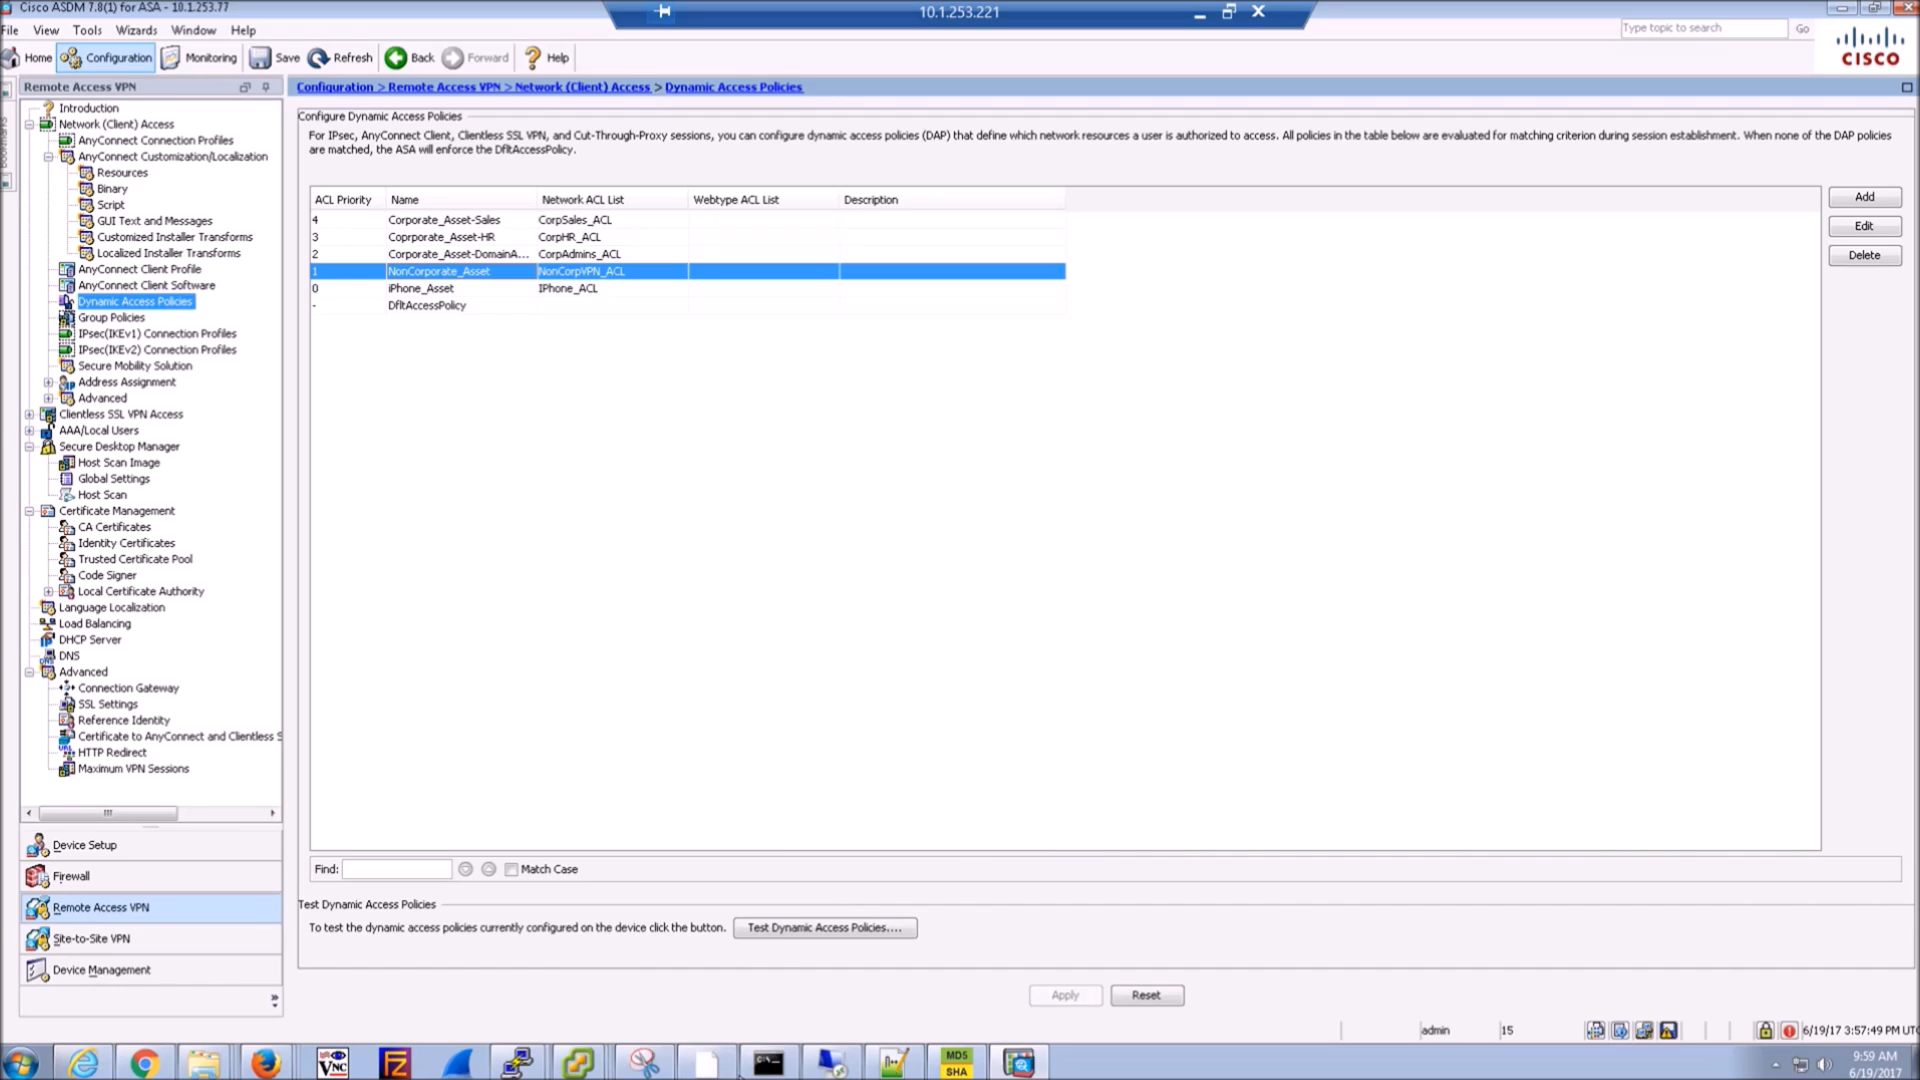 Cisco ASDM 7.8(1) for ASA - 10.1.253.77
10.1.253.221
File View Tools Wizards Window Help
Type topic to search Go
CISCO
Home Configuration Monitoring Save Refresh Back Forward Help
Remote Access VPN
Configuration > Remote Access VPN > Network (Client) Access > Dynamic Access Policies
Introduction
Network (Client) Access
AnyConnect Connection Profiles
AnyConnect Customization/Localization
Resources
Binary
Script
GUI Text and Messages
Customized Installer Transforms
Localized Installer Transforms
AnyConnect Client Profile
AnyConnect Client Software
Dynamic Access Policies
Group Policies
IPsec(IKEv1) Connection Profiles
IPsec(IKEv2) Connection Profiles
Secure Mobility Solution
Address Assignment
Advanced
Clientless SSL VPN Access
AAA/Local Users
Secure Desktop Manager
Host Scan Image
Global Settings
Host Scan
Certificate Management
CA Certificates
Identity Certificates
Trusted Certificate Pool
Code Signer
Local Certificate Authority
Language Localization
Load Balancing
DHCP Server
DNS
Advanced
Connection Gateway
SSL Settings
Reference Identity
Certificate to AnyConnect and Clientless S
HTTP Redirect
Maximum VPN Sessions
Device Setup
Firewall
Remote Access VPN
Site-to-Site VPN
Device Management
Configure Dynamic Access Policies
For IPsec, AnyConnect Client, Clientless SSL VPN, and Cut-Through-Proxy sessions, you can configure dynamic access policies (DAP) that define which network resources a user is authorized to access. All policies in the table below are evaluated for matching criterion during session establishment. When none of the DAP policies
are matched, the ASA will enforce the DfltAccessPolicy.
ACL Priority Name Network ACL List Webtype ACL List Description
4 Corporate_Asset-Sales CorpSales_ACL
3 Coprporate_Asset-HR CorpHR_ACL
2 Corporate_Asset-DomainA... CorpAdmins_ACL
1 NonCorporate_Asset NonCorpVPN_ACL
0 iPhone_Asset IPhone_ACL
- DfltAccessPolicy
Add
Edit
Delete
Find: Match Case
Test Dynamic Access Policies
To test the dynamic access policies currently configured on the device click the button. Test Dynamic Access Policies....
Apply Reset
admin 15 6/19/17 3:57:49 PM UTC
VNC
FZ
MD5
SHA
9:59 AM
6/19/2017